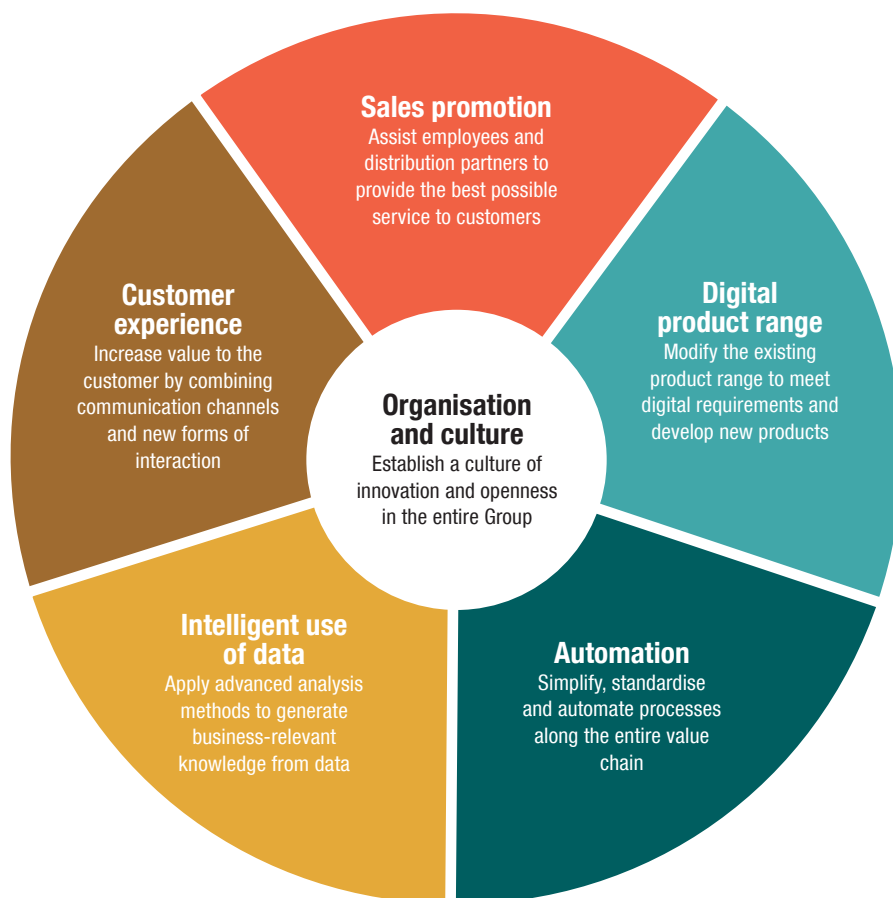 Sales promotion
Assist employees and
distribution partners to
provide the best possible
service to customers
Customer
experience
Increase value to the
customer by combining
communication channels
and new forms of
interaction
Digital
product range
Modify the existing
product range to meet
digital requirements and
develop new products
Organisation
and culture
Establish a culture of
innovation and openness
in the entire Group
Intelligent use
of data
Apply advanced analysis
methods to generate
business-relevant
knowledge from data
Automation
Simplify, standardise
and automate processes
along the entire value
chain